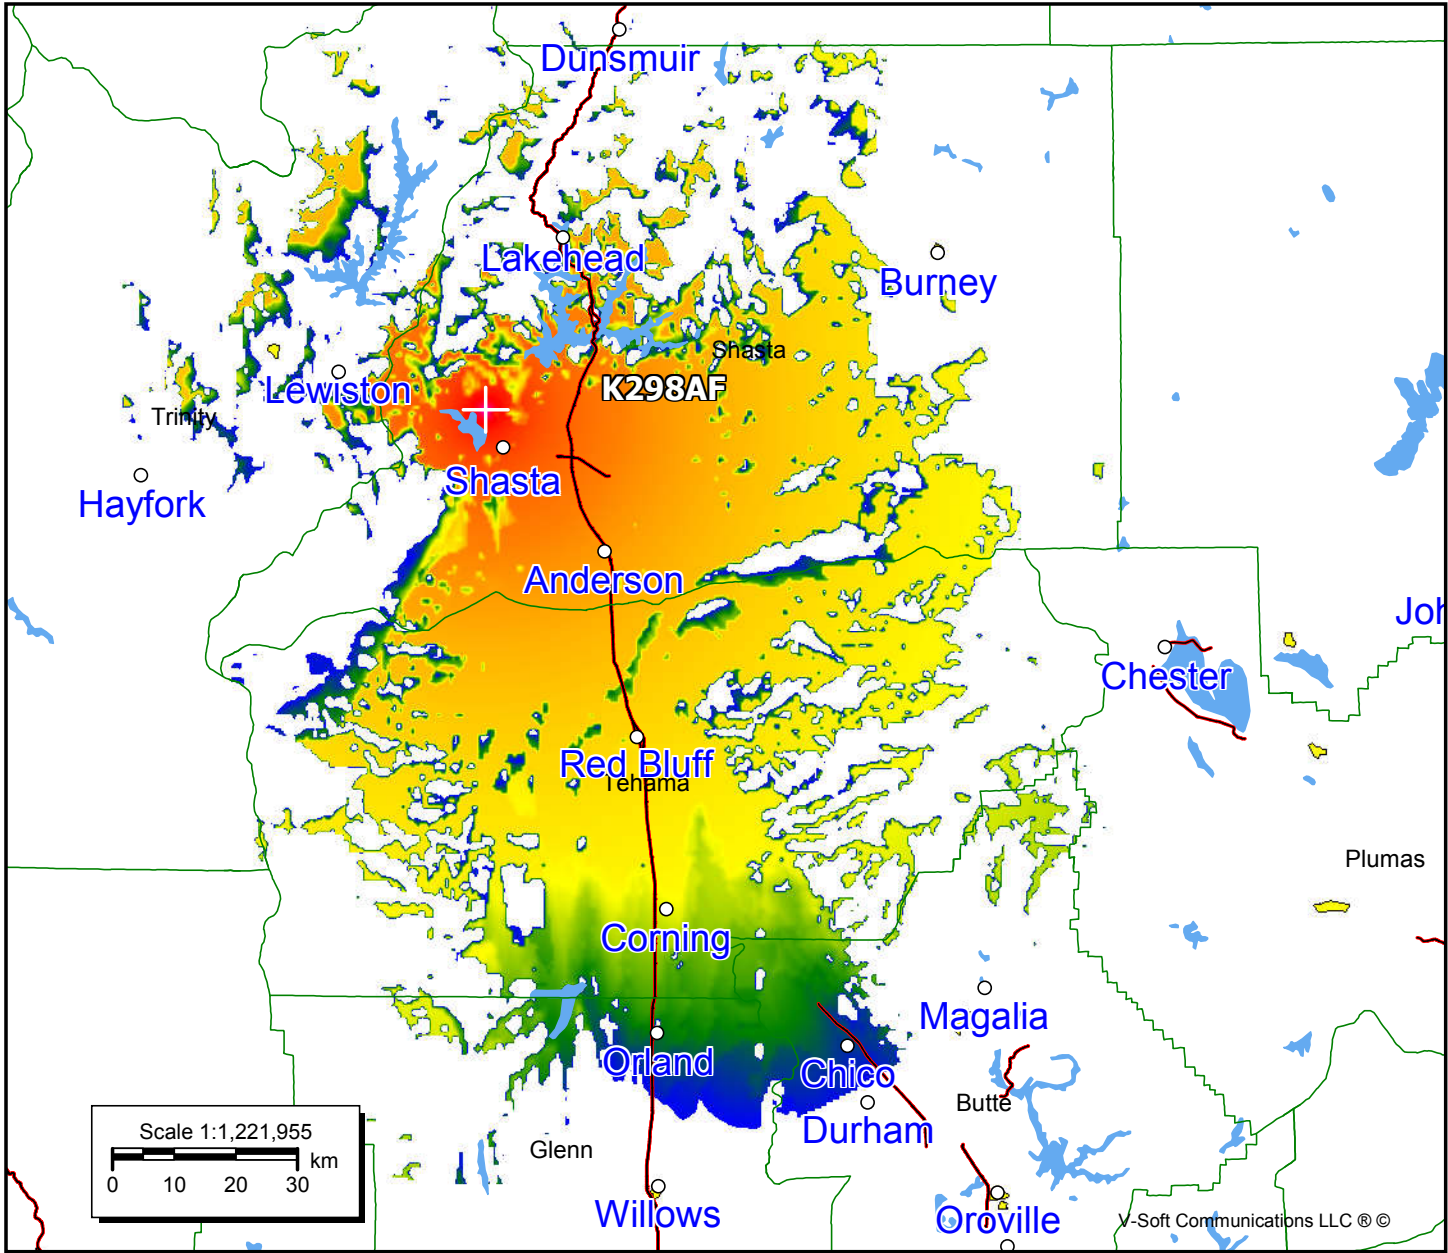 Dunsmuir
Lakehead
Burney
Shasta
K298AF
Lewiston
Trinity
Shasta
Hayfork
Anderson
Joh
Chester
Red Bluff
Tehama
Plumas
Corning
Magalia
Orland
Chico
Butte
Durham
Scale 1:1,221,955
km
0 10 20 30
Glenn
Willows
Oroville
V-Soft Communications LLC ® ©